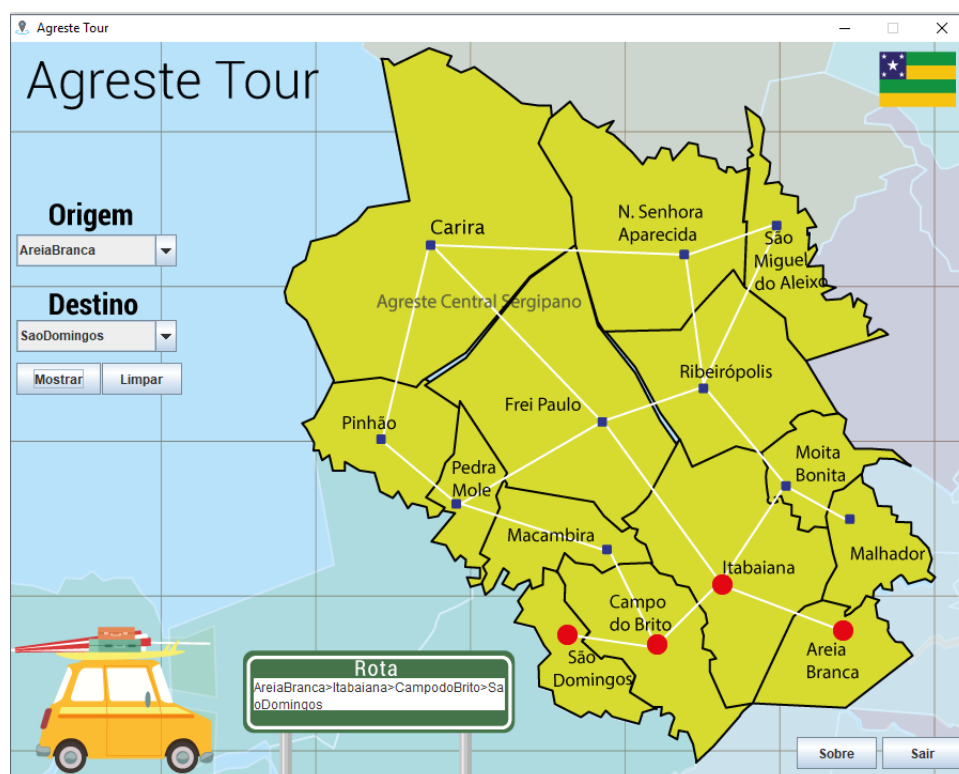 Agreste Tour
Agreste Tour
Origem
AreiaBranca
Destino
SaoDomingos
Mostrar
Limpar
Carira
N. Senhora
Aparecida
São
Miguel
do Aleixo
Agreste Central Sergipano
Ribeirópolis
Frei Paulo
Pinhão
Moita
Bonita
Pedra
Mole
Macambira
Malhador
Itabaiana
Campo
do Brito
São
Domingos
Areia
Branca
Rota
AreiaBranca>Itabaiana>CampodoBrito>Sa
oDomingos
Sobre
Sair